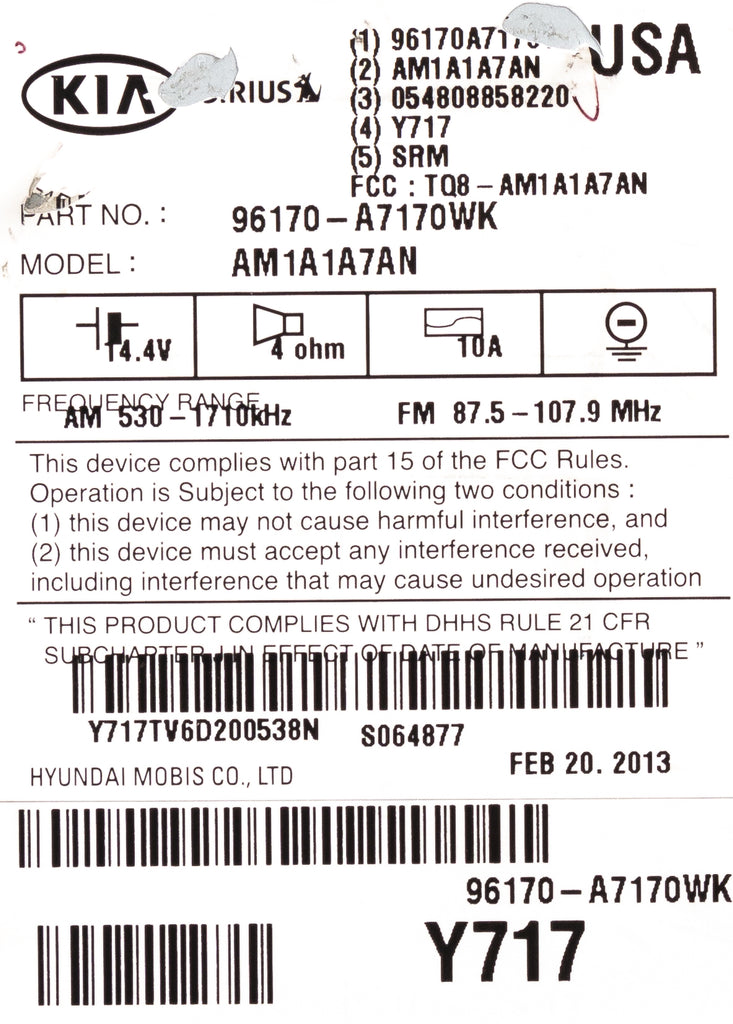 KIA
USA
(1)
(2) AM1A1A7AN
(3) 054808858220
(4) Y717
(5) SRM
FCC : TQ8-AM1A1A7AN
PART NO. : 96170-A7170WK
MODEL : AM1A1A7AN
14.4V 4 ohm 10A
FREQUENCY RANGE
AM 530-1710kHz FM 87.5-107.9 MHz
This device complies with part 15 of the FCC Rules.
Operation is Subject to the following two conditions :
(1) this device may not cause harmful interference, and
(2) this device must accept any interference received,
including interference that may cause undesired operation
“ THIS PRODUCT COMPLIES WITH DHHS RULE 21 CFR
SUBCHAPTER J IN EFFECT OF DATE OF MANUFACTURE ”
Y717TV6D200538N S064877
FEB 20. 2013
HYUNDAI MOBIS CO., LTD
96170-A7170WK
Y717